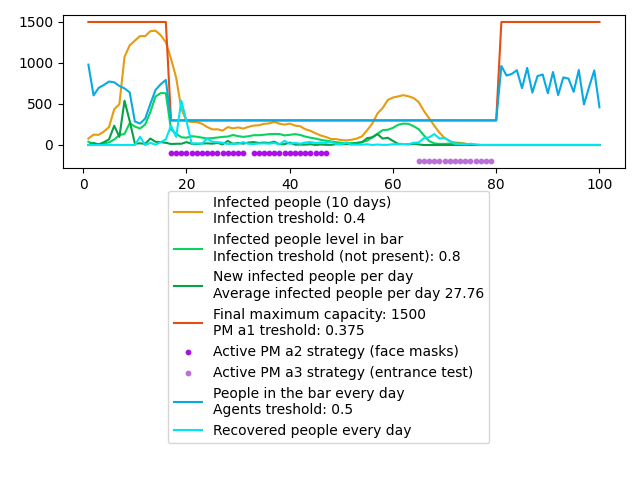 1500
1000
500
0
0
20
40
60
80
100
Infected people (10 days)
Infection treshold: 0.4
Infected people level in bar
Infection treshold (not present): 0.8
New infected people per day
Average infected people per day 27.76
Final maximum capacity: 1500
PM a1 treshold: 0.375
Active PM a2 strategy (face masks)
Active PM a3 strategy (entrance test)
People in the bar every day
Agents treshold: 0.5
Recovered people every day